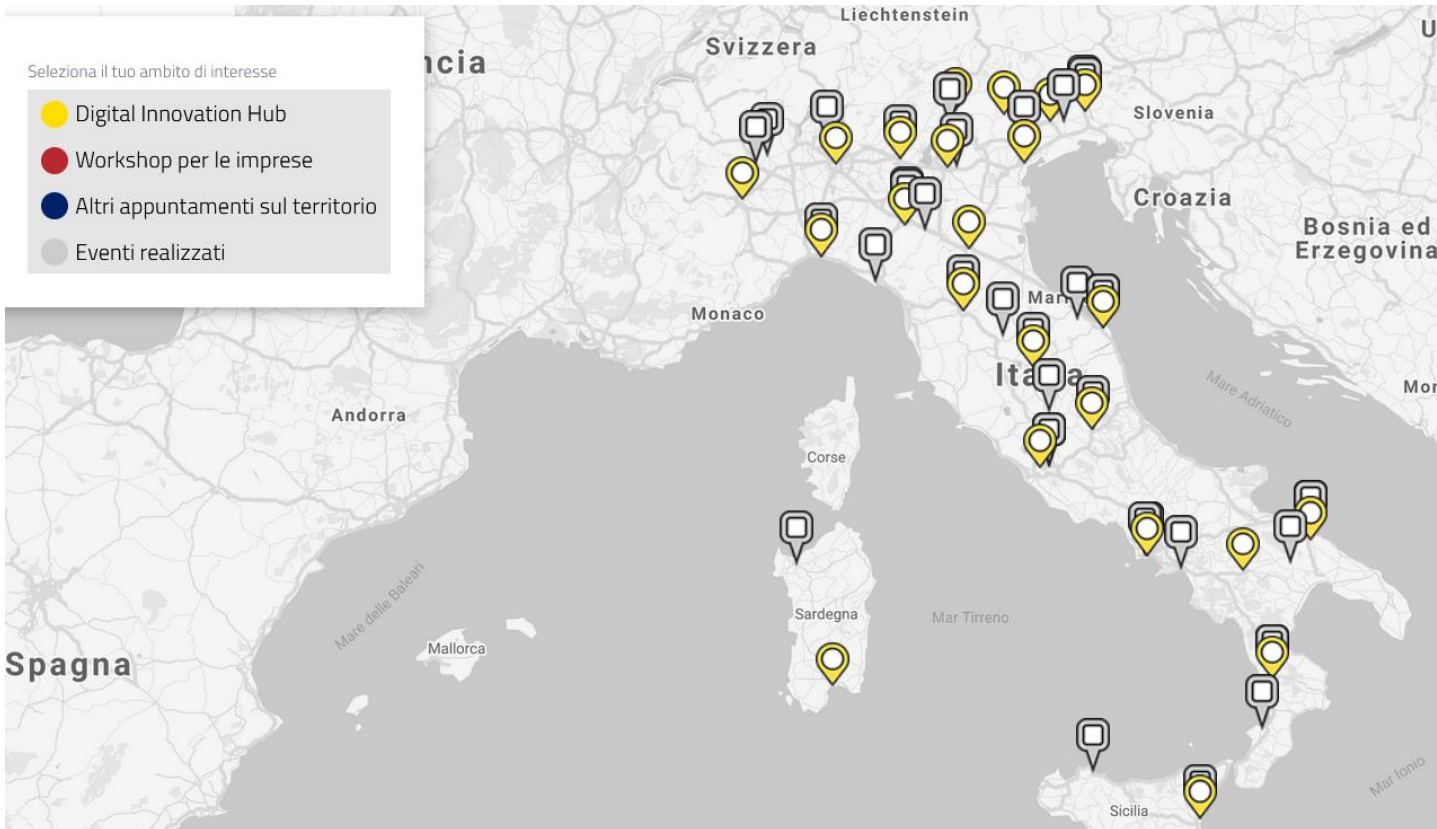 Seleziona il tuo ambito di interesse
Digital Innovation Hub
Workshop per le imprese
Altri appuntamenti sul territorio
Eventi realizzati
Liechtenstein
Svizzera
Slovenia
Croazia
Bosnia ed
Erzegovina
Monaco
Andorra
Corse
Mare Adriatico
Sardegna
Mar Tirreno
Mare delle Baleari
Mallorca
Spagna
Mar Ionio
Sicilia